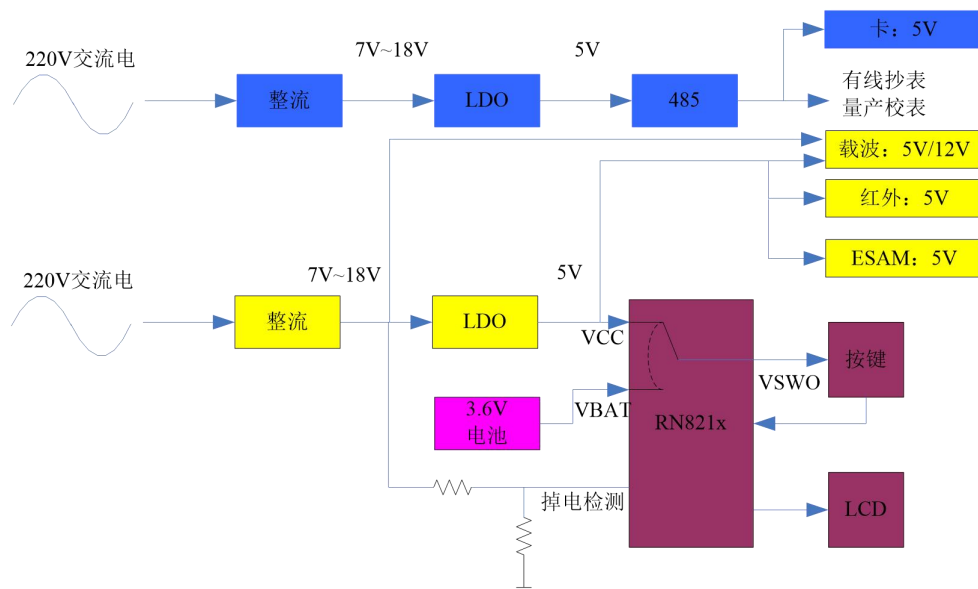 220V交流电
7V~18V
5V
卡：5V
整流
LDO
485
有线抄表
量产校表
载波：5V/12V
红外：5V
ESAM：5V
220V交流电
7V~18V
5V
整流
LDO
VCC
按键
VSWO
3.6V
电池
VBAT
RN821x
掉电检测
LCD